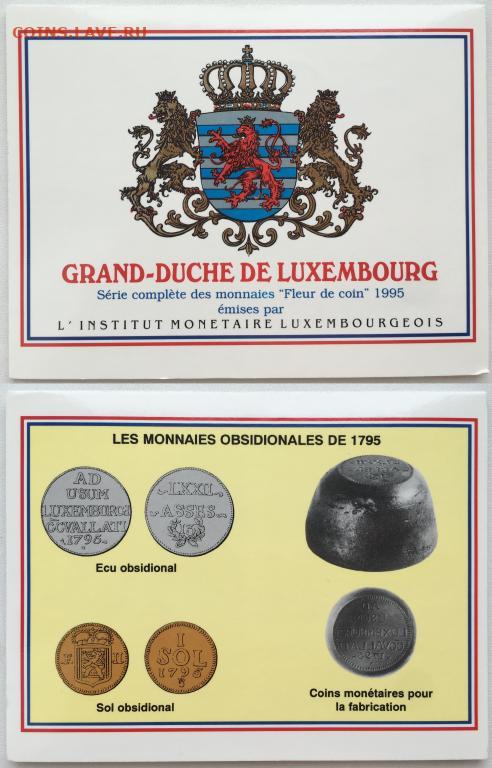 COINS.LAVE.RU
GRAND-DUCHE DE LUXEMBOURG
Série complète des monnaies "Fleur de coin" 1995
émises par
L'INSTITUT MONETAIRE LUXEMBOURGEOIS
LES MONNAIES OBSIDIONALES DE 1795
AD
USUM
LUXEMBURGI
CCVALLATI
1795
LXXII
ASSES
Ecu obsidional
F. II
I
SOL
1795
Sol obsidional
Coins monétaires pour
la fabrication